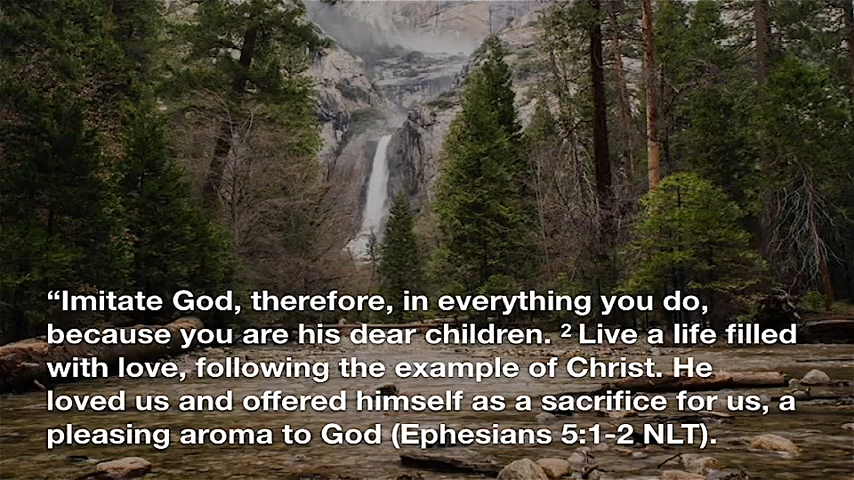 “Imitate God, therefore, in everything you do,
because you are his dear children. ² Live a life filled
with love, following the example of Christ. He
loved us and offered himself as a sacrifice for us, a
pleasing aroma to God (Ephesians 5:1-2 NLT).